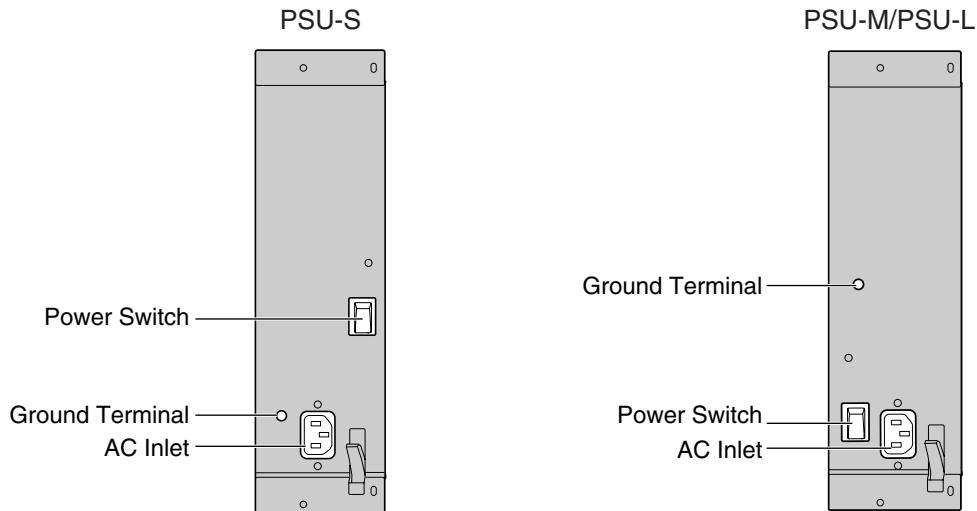 PSU-S
Power Switch
Ground Terminal
AC Inlet
PSU-M/PSU-L
Ground Terminal
Power Switch
AC Inlet